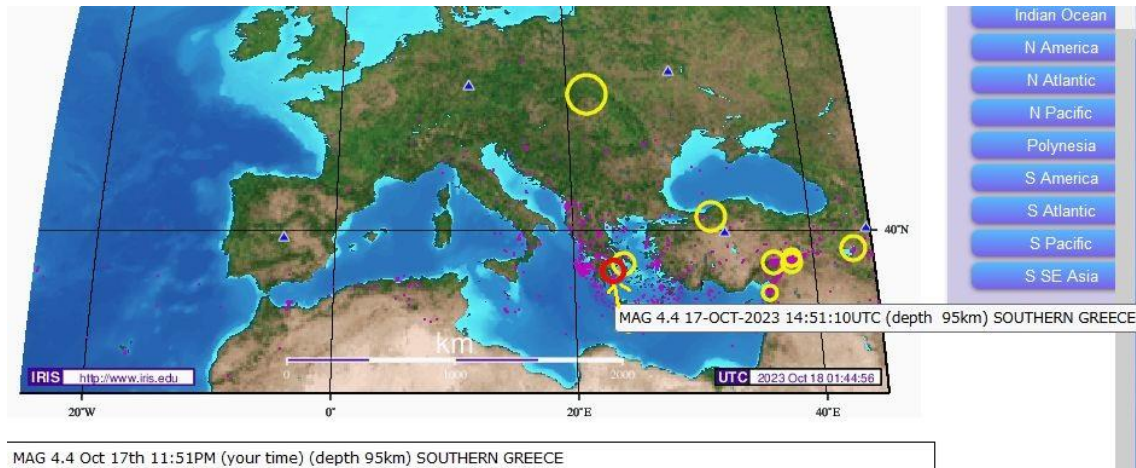 Indian Ocean
N America
N Atlantic
N Pacific
Polynesia
S America
S Atlantic
S Pacific
S SE Asia
40°N
MAG 4.4 17-OCT-2023 14:51:10UTC (depth 95km) SOUTHERN GREECE
km
0 1000 2000
IRIS http://www.iris.edu
UTC 2023 Oct 18 01:44:56
20°W 0° 20°E 40°E
MAG 4.4 Oct 17th 11:51PM (your time) (depth 95km) SOUTHERN GREECE